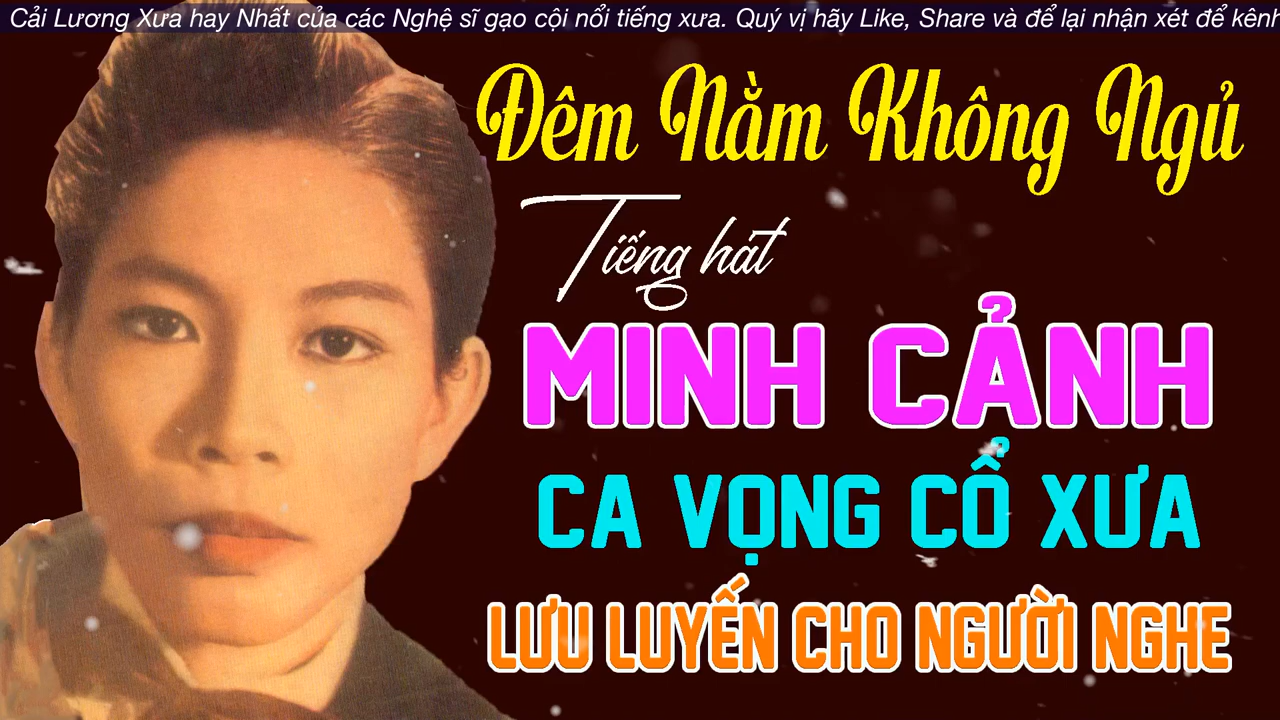 Cải Lương Xưa hay Nhất của các Nghệ sĩ gạo cội nổi tiếng xưa. Quý vị hãy Like, Share và để lại nhận xét để kênh
Đêm Nằm Không Ngủ
Tiếng hát
MINH CẢNH
CA VỌNG CỔ XƯA
LƯU LUYẾN CHO NGƯỜI NGHE